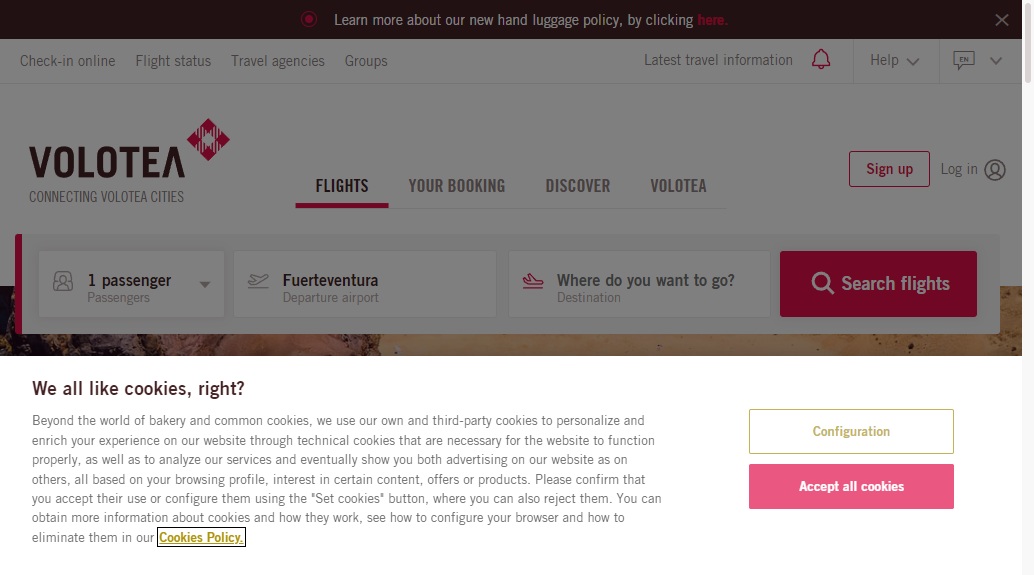 Learn more about our new hand luggage policy, by clicking here.
Check-in online Flight status Travel agencies Groups Latest travel information Help EN
VOLOTEA
CONNECTING VOLOTEA CITIES
FLIGHTS YOUR BOOKING DISCOVER VOLOTEA
Sign up Log in
1 passenger
Passengers
Fuerteventura
Departure airport
Where do you want to go?
Destination
Search flights
We all like cookies, right?
Beyond the world of bakery and common cookies, we use our own and third-party cookies to personalize and
enrich your experience on our website through technical cookies that are necessary for the website to function
properly, as well as to analyze our services and eventually show you both advertising on our website as on
others, all based on your browsing profile, interest in certain content, offers or products. Please confirm that
you accept their use or configure them using the "Set cookies" button, where you can also reject them. You can
obtain more information about cookies and how they work, see how to configure your browser and how to
eliminate them in our Cookies Policy.
Configuration
Accept all cookies